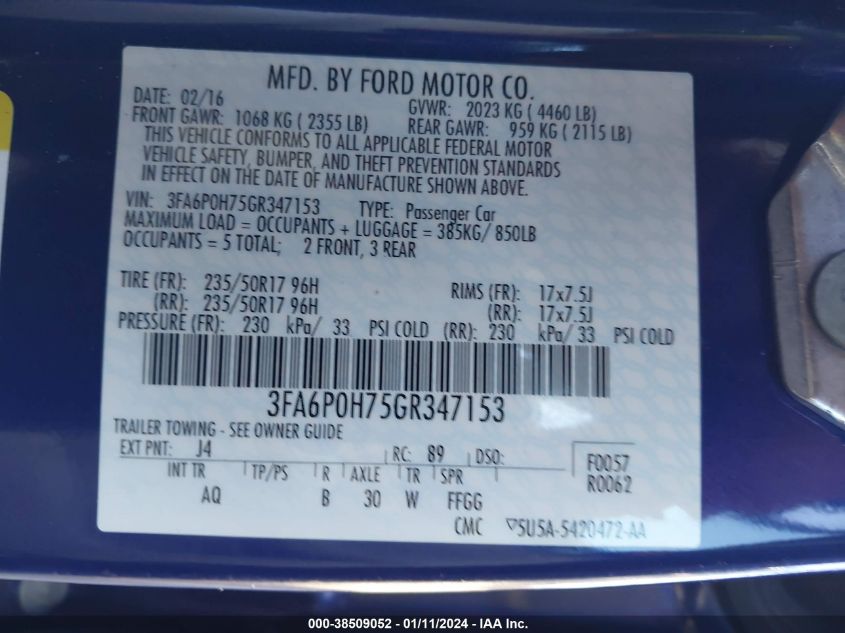 MFD. BY FORD MOTOR CO.
DATE: 02/16 GVWR: 2023 KG ( 4460 LB)
FRONT GAWR: 1068 KG ( 2355 LB) REAR GAWR: 959 KG ( 2115 LB)
THIS VEHICLE CONFORMS TO ALL APPLICABLE FEDERAL MOTOR
VEHICLE SAFETY, BUMPER, AND THEFT PREVENTION STANDARDS
IN EFFECT ON THE DATE OF MANUFACTURE SHOWN ABOVE.
VIN: 3FA6P0H75GR347153 TYPE: Passenger Car
MAXIMUM LOAD = OCCUPANTS + LUGGAGE = 385KG/ 850LB
OCCUPANTS = 5 TOTAL; 2 FRONT, 3 REAR
TIRE (FR): 235/50R17 96H RIMS (FR): 17x7.5J
(RR): 235/50R17 96H (RR): 17x7.5J
PRESSURE (FR): 230 kPa/ 33 PSI COLD (RR): 230 kPa/ 33 PSI COLD
3FA6P0H75GR347153
TRAILER TOWING - SEE OWNER GUIDE
EXT PNT: J4 RC: 89 DSO: F0057
INT TR TP/PS R AXLE TR SPR R0062
AQ B 30 W FFGG
CMC 5U5A-5420472-AA
000-38509052 - 01/11/2024 - IAAI.com